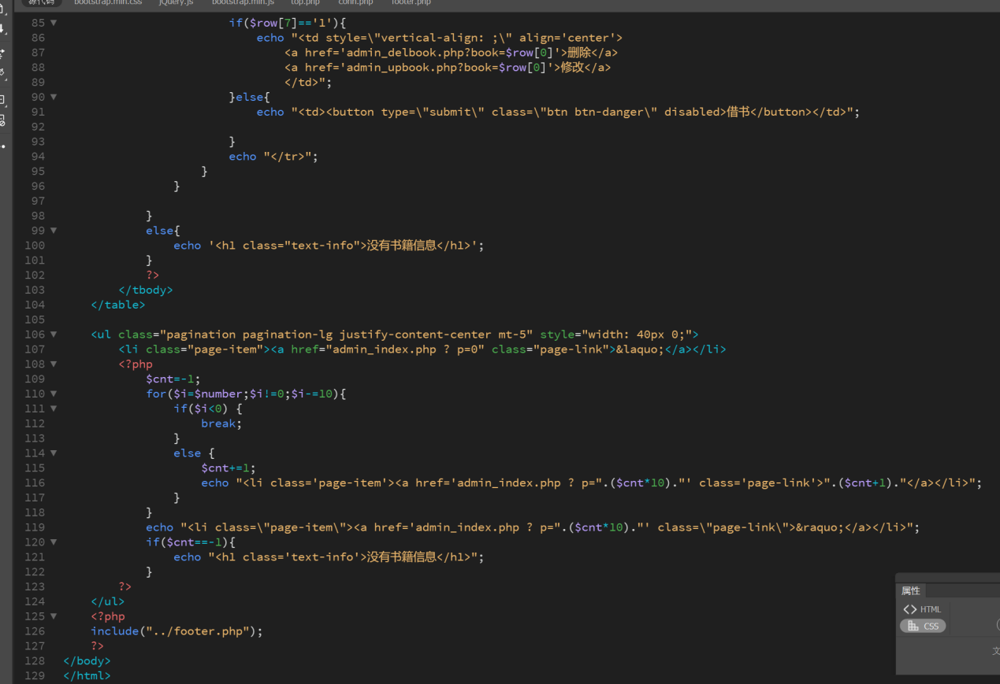 源代码 bootstrap.min.css jQuery.js bootstrap.min.js top.php conn.php footer.php
85 if($row[7]=='1'){
86 echo "<td style=\"vertical-align: ;\" align='center'>
87 <a href='admin_delbook.php?book=$row[0]'>删除</a>
88 <a href='admin_upbook.php?book=$row[0]'>修改</a>
89 </td>";
90 }else{
91 echo "<td><button type=\"submit\" class=\"btn btn-danger\" disabled>借书</button></td>";
92
93 }
94 echo "</tr>";
95 }
96 }
97
98 }
99 else{
100 echo '<h1 class="text-info">没有书籍信息</h1>';
101 }
102 ?>
103 </tbody>
104 </table>
105
106 <ul class="pagination pagination-lg justify-content-center mt-5" style="width: 40px 0;">
107 <li class="page-item"><a href="admin_index.php ? p=0" class="page-link">&laquo;</a></li>
108 <?php
109 $cnt=-1;
110 for($i=$number;$i!=0;$i-=10){
111 if($i<0) {
112 break;
113 }
114 else {
115 $cnt+=1;
116 echo "<li class='page-item'><a href='admin_index.php ? p=".($cnt*10)."' class='page-link'>".($cnt+1)."</a></li>";
117 }
118 }
119 echo "<li class=\"page-item\"><a href='admin_index.php ? p=".($cnt*10)."' class=\"page-link\">&raquo;</a></li>";
120 if($cnt==-1){
121 echo "<h1 class='text-info'>没有书籍信息</h1>";
122 }
123 ?>
124 </ul>
125 <?php
126 include("../footer.php");
127 ?>
128 </body>
129 </html>
属性
<> HTML
CSS
文